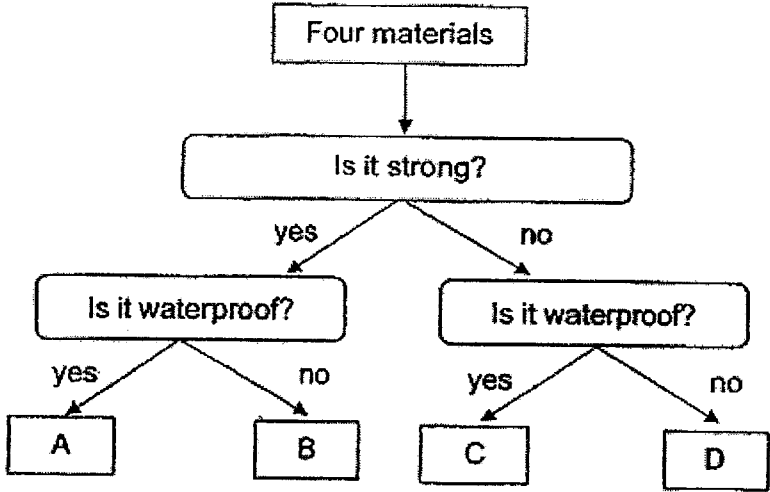 Four materials
Is it strong?
yes
no
Is it waterproof?
Is it waterproof?
yes
no
yes
no
A
B
C
D